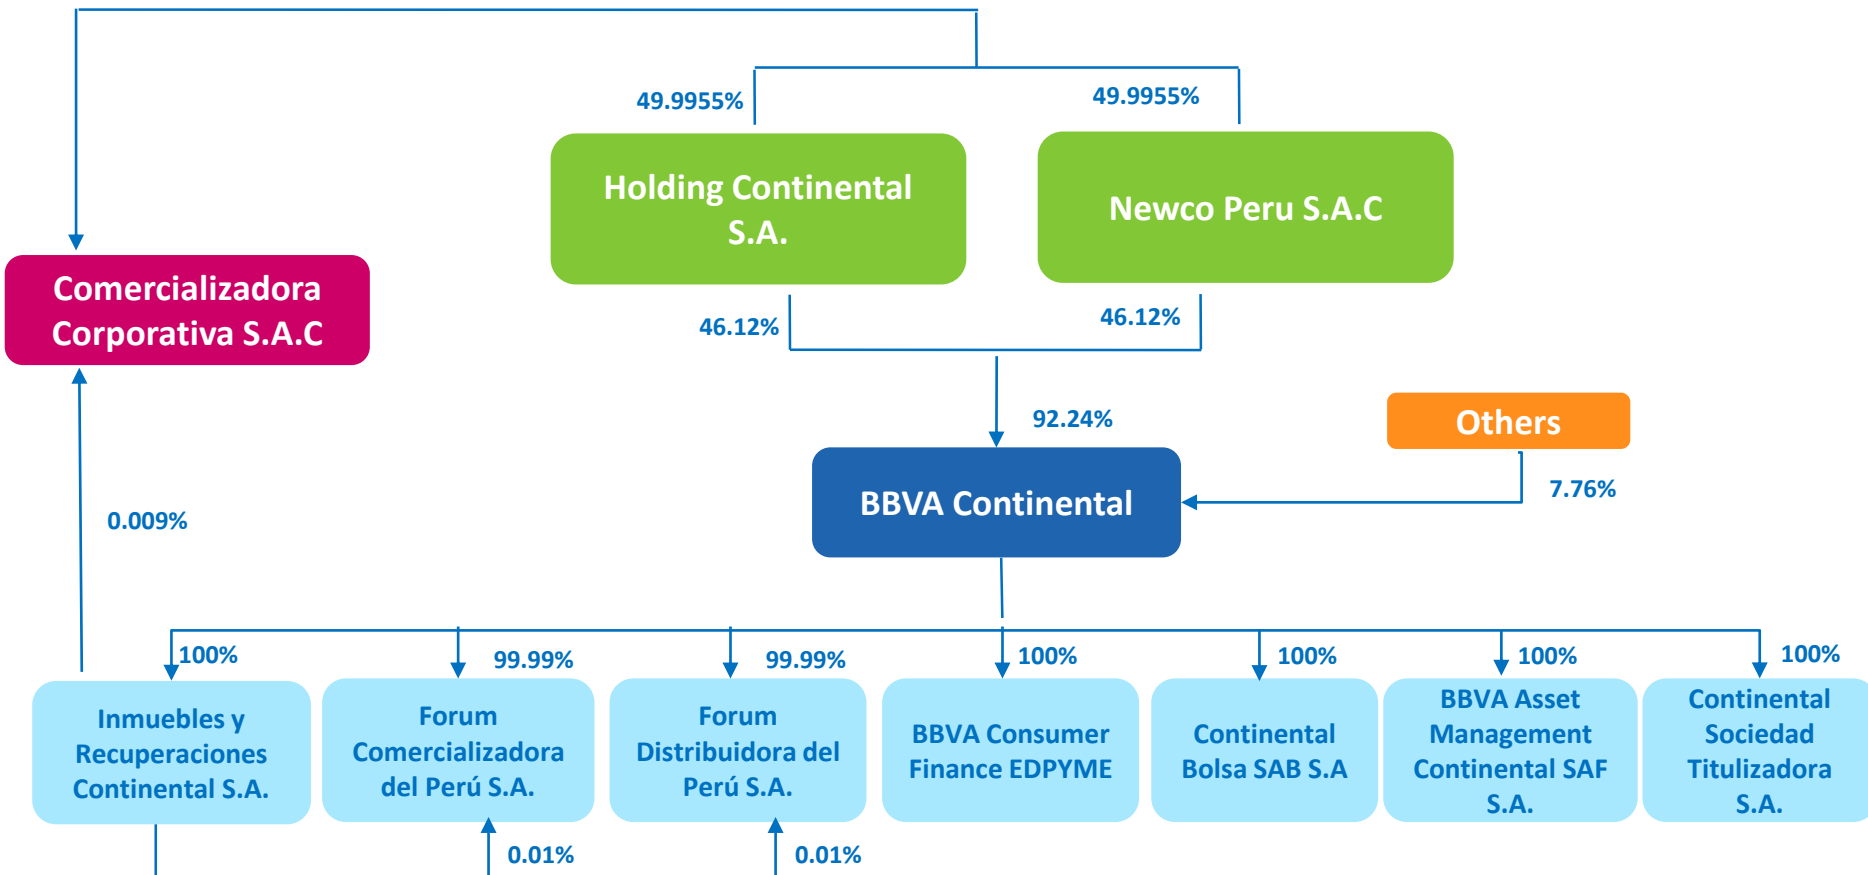 49.9955%
49.9955%
Holding Continental
S.A.
Newco Peru S.A.C
Comercializadora
Corporativa S.A.C
46.12%
46.12%
92.24%
Others
BBVA Continental
7.76%
0.009%
100%
99.99%
99.99%
100%
100%
100%
100%
Inmuebles y
Recuperaciones
Continental S.A.
Forum
Comercializadora
del Perú S.A.
Forum
Distribuidora del
Perú S.A.
BBVA Consumer
Finance EDPYME
Continental
Bolsa SAB S.A
BBVA Asset
Management
Continental SAF
S.A.
Continental
Sociedad
Titulizadora
S.A.
0.01%
0.01%